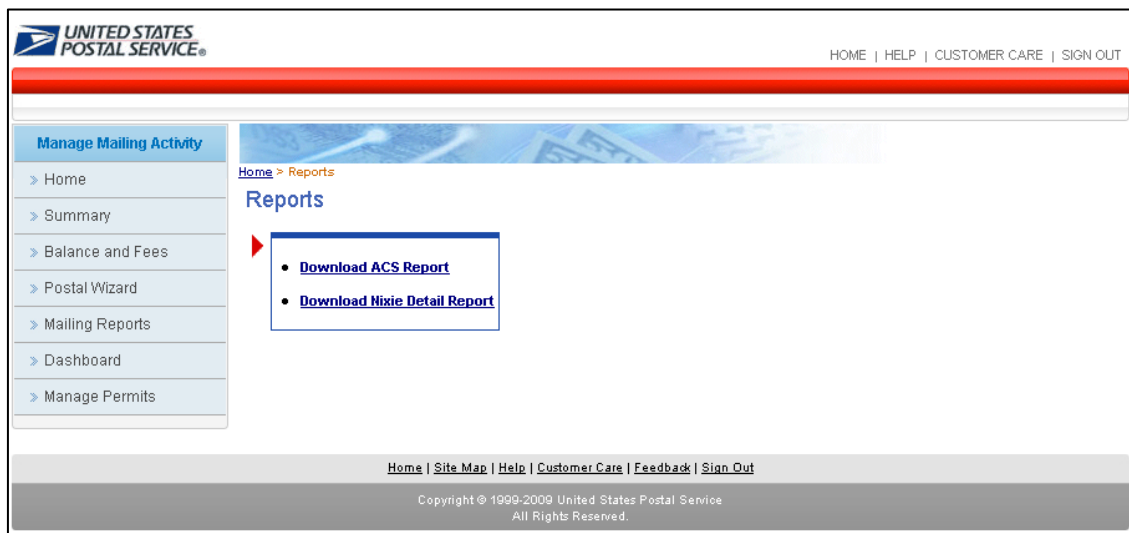 UNITED STATES
POSTAL SERVICE®
HOME | HELP | CUSTOMER CARE | SIGN OUT
Manage Mailing Activity
» Home
» Summary
» Balance and Fees
» Postal Wizard
» Mailing Reports
» Dashboard
» Manage Permits
Home > Reports
Reports
• Download ACS Report
• Download Nixie Detail Report
Home | Site Map | Help | Customer Care | Feedback | Sign Out
Copyright © 1999-2009 United States Postal Service
All Rights Reserved.